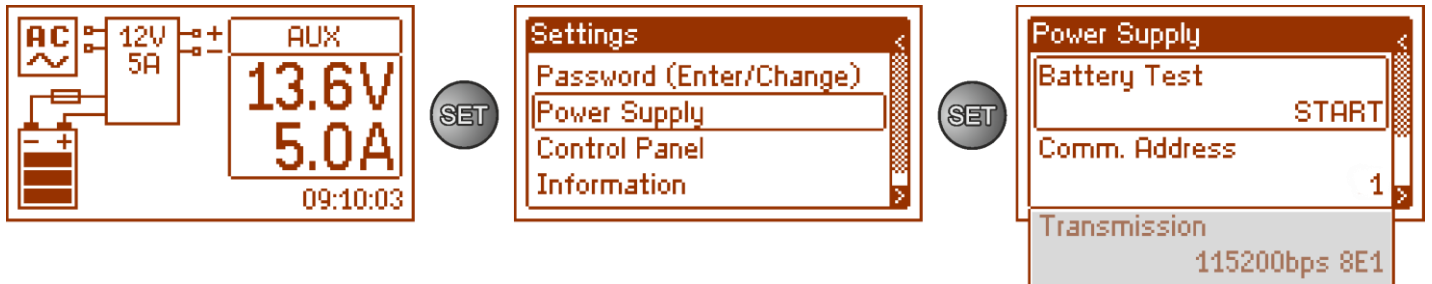 AC
12V
5A
+
−
AUX
13.6V
5.0A
− +
09:10:03
SET
Settings
Password (Enter/Change)
Power Supply
Control Panel
Information
SET
Power Supply
Battery Test
START
Comm. Address
1
Transmission
115200bps 8E1